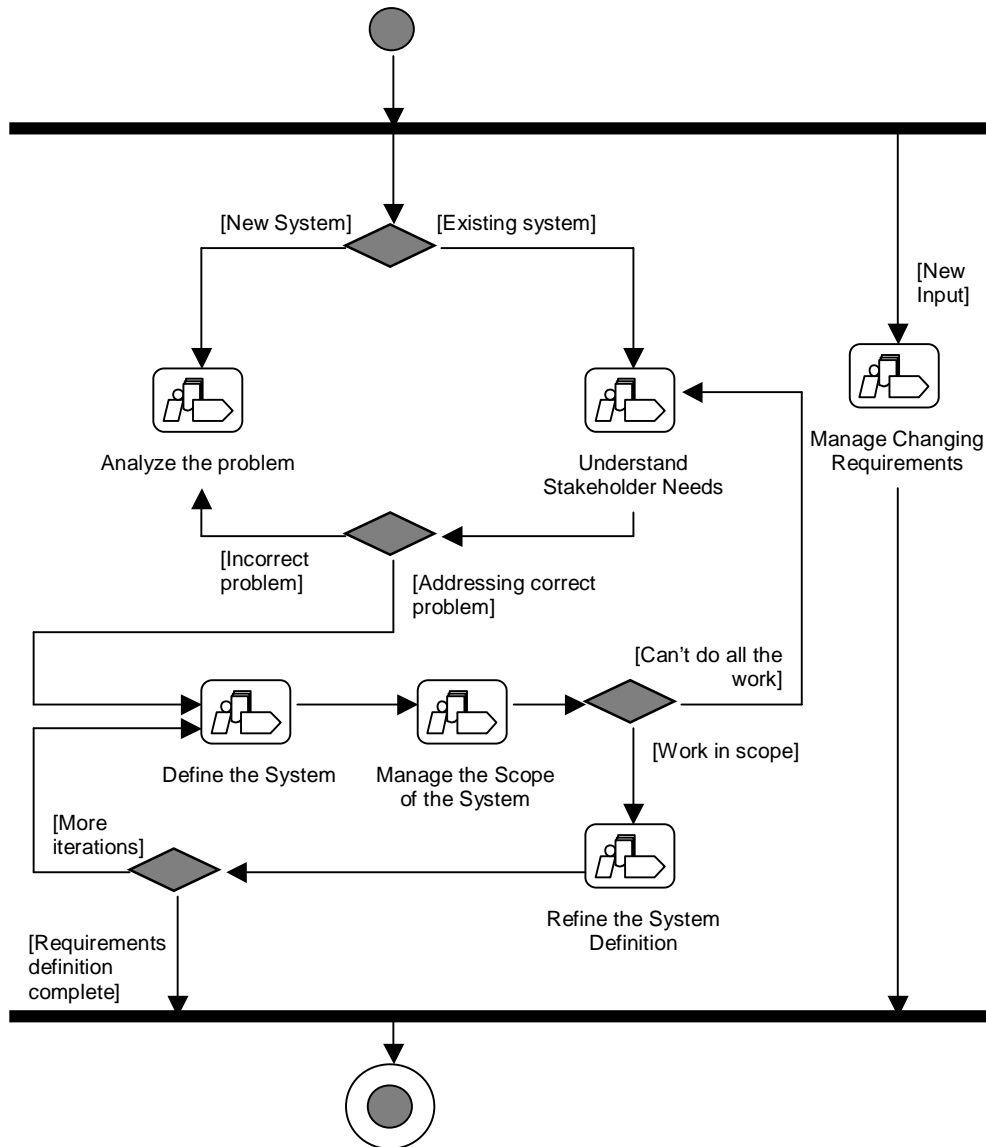 [New System]
[Existing system]
[New
Input]
Analyze the problem
Understand
Stakeholder Needs
Manage Changing
Requirements
[Incorrect
problem]
[Addressing correct
problem]
[Can't do all the
work]
Define the System
Manage the Scope
of the System
[Work in scope]
[More
iterations]
Refine the System
Definition
[Requirements
definition
complete]